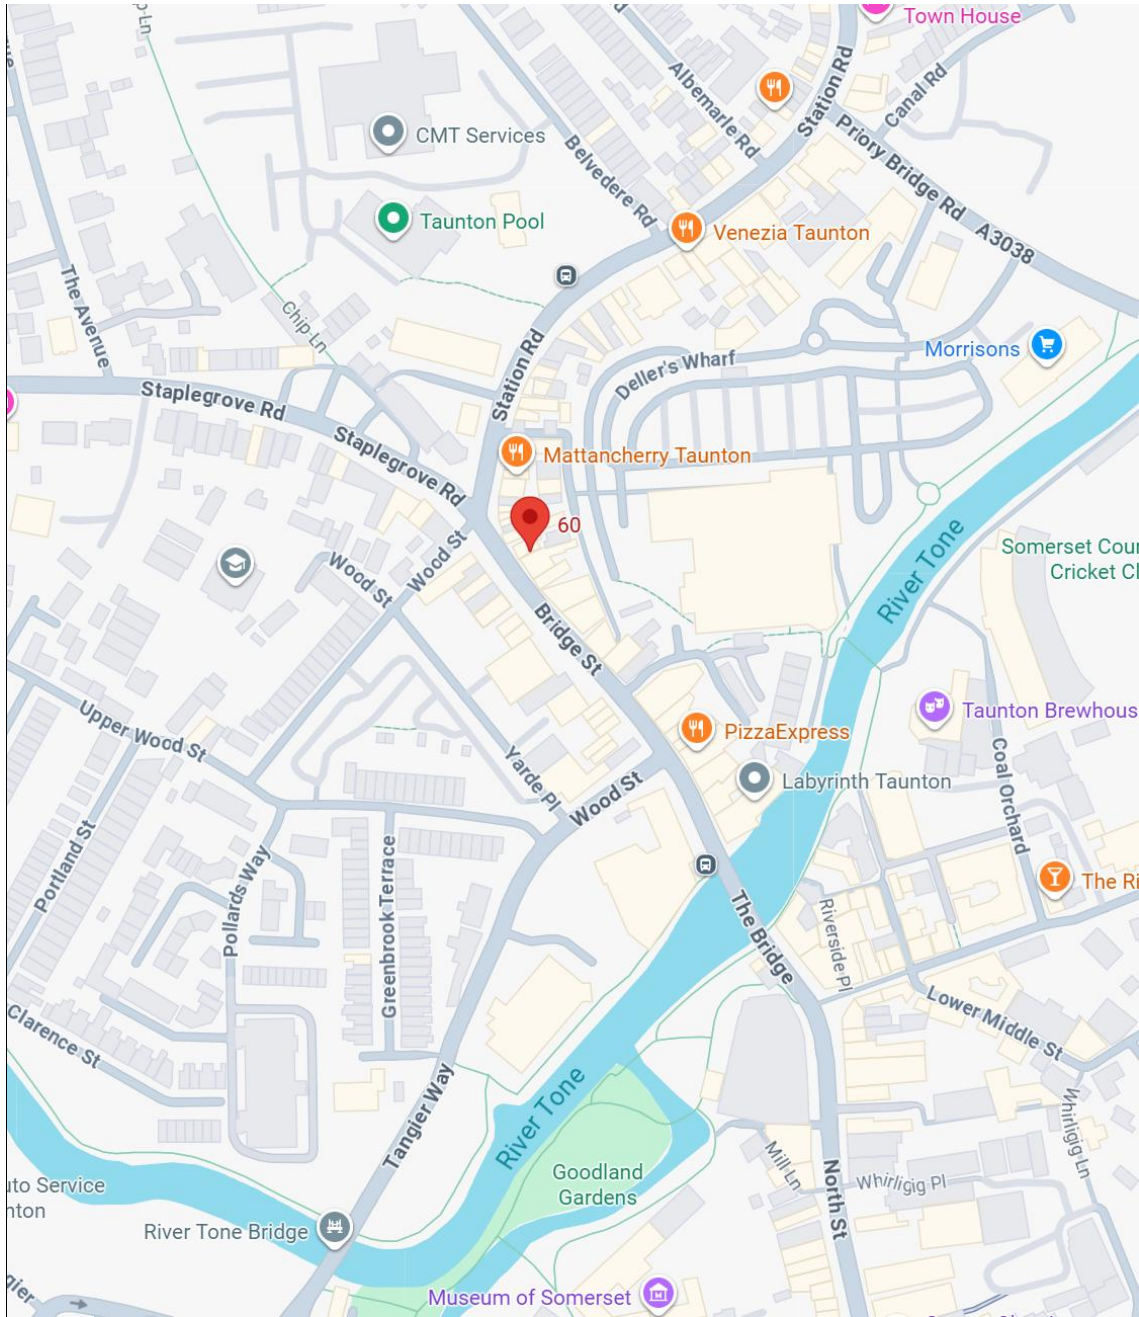 Town House
Chip Ln
Albemarle Rd
Station Rd
Canal Rd
CMT Services
Belvedere Rd
Priory Bridge Rd
A3038
Taunton Pool
Venezia Taunton
The Avenue
Chip Ln
Station Rd
Deller's Wharf
Morrisons
Staplegrove Rd
Staplegrove Rd
Mattancherry Taunton
60
Wood St
Wood St
River Tone
Somerset Coun
Cricket Cl
Bridge St
Upper Wood St
PizzaExpress
Taunton Brewhous
Yarde Pl
Labyrinth Taunton
Coal Orchard
Wood St
Portland St
Pollards Way
Greenbrook Terrace
The Ri
The Bridge
Riverside Pl
Lower Middle St
Clarence St
Tangier Way
River Tone
Goodland
Gardens
Mill Ln
Whirligig Ln
Whirligig Pl
North St
uto Service
nton
River Tone Bridge
gier
Museum of Somerset